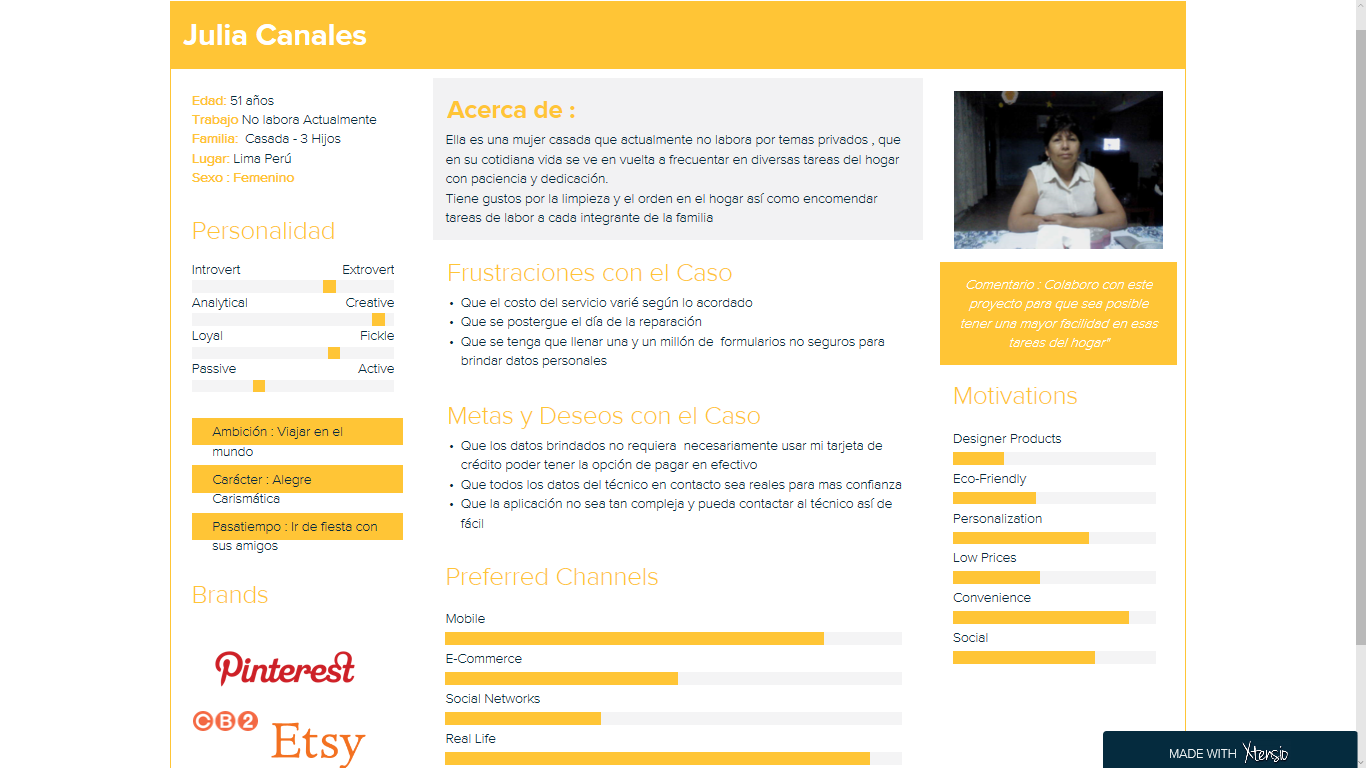 Julia Canales
Edad: 51 años
Trabajo No labora Actualmente
Familia: Casada - 3 Hijos
Lugar: Lima Perú
Sexo : Femenino
Personalidad
Introvert Extrovert
Analytical Creative
Loyal Fickle
Passive Active
Ambición : Viajar en el
mundo
Carácter : Alegre
Carismática
Pasatiempo : Ir de fiesta con
sus amigos
Brands
Pinterest
CB2 Etsy
Acerca de :
Ella es una mujer casada que actualmente no labora por temas privados , que
en su cotidiana vida se ve en vuelta a frecuentar en diversas tareas del hogar
con paciencia y dedicación.
Tiene gustos por la limpieza y el orden en el hogar así como encomendar
tareas de labor a cada integrante de la familia
Frustraciones con el Caso
• Que el costo del servicio varié según lo acordado
• Que se postergue el día de la reparación
• Que se tenga que llenar una y un millón de formularios no seguros para
brindar datos personales
Metas y Deseos con el Caso
• Que los datos brindados no requiera necesariamente usar mi tarjeta de
crédito poder tener la opción de pagar en efectivo
• Que todos los datos del técnico en contacto sea reales para mas confianza
• Que la aplicación no sea tan compleja y pueda contactar al técnico así de
fácil
Preferred Channels
Mobile
E-Commerce
Social Networks
Real Life
Comentario : Colaboro con este
proyecto para que sea posible
tener una mayor facilidad en esas
tareas del hogar"
Motivations
Designer Products
Eco-Friendly
Personalization
Low Prices
Convenience
Social
MADE WITH Xtensio